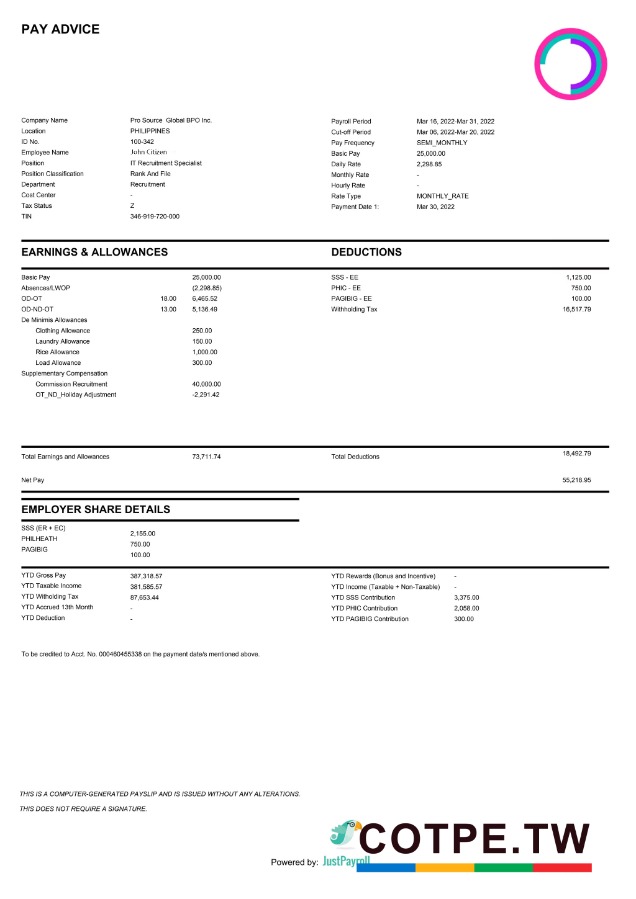 PAY ADVICE
Company Name Pro Source Global BPO Inc.
Location PHILIPPINES
ID No. 100-342
Employee Name John Citizen
Position IT Recruitment Specialist
Position Classification Rank And File
Department Recruitment
Cost Center -
Tax Status Z
TIN 346-919-720-000
Payroll Period Mar 16, 2022-Mar 31, 2022
Cut-off Period Mar 06, 2022-Mar 20, 2022
Pay Frequency SEMI_MONTHLY
Basic Pay 25,000.00
Daily Rate 2,298.85
Monthly Rate -
Hourly Rate -
Rate Type MONTHLY_RATE
Payment Date 1: Mar 30, 2022
EARNINGS & ALLOWANCES
Basic Pay 25,000.00
Absences/LWOP (2,298.85)
OD-OT 18.00 6,465.52
OD-ND-OT 13.00 5,136.49
De Minimis Allowances
Clothing Allowance 250.00
Laundry Allowance 150.00
Rice Allowance 1,000.00
Load Allowance 300.00
Supplementary Compensation
Commission Recruitment 40,000.00
OT_ND_Holiday Adjustment -2,291.42
DEDUCTIONS
SSS - EE 1,125.00
PHIC - EE 750.00
PAGIBIG - EE 100.00
Withholding Tax 16,517.79
Total Earnings and Allowances 73,711.74
Total Deductions 18,492.79
Net Pay 55,218.95
EMPLOYER SHARE DETAILS
SSS (ER + EC) 2,155.00
PHILHEATH 750.00
PAGIBIG 100.00
YTD Gross Pay 387,318.57
YTD Taxable Income 381,585.57
YTD Witholding Tax 87,653.44
YTD Accrued 13th Month -
YTD Deduction -
YTD Rewards (Bonus and Incentive) -
YTD Income (Taxable + Non-Taxable) -
YTD SSS Contribution 3,375.00
YTD PHIC Contribution 2,058.00
YTD PAGIBIG Contribution 300.00
To be credited to Acct. No. 000460455338 on the payment date/s mentioned above.
THIS IS A COMPUTER-GENERATED PAYSLIP AND IS ISSUED WITHOUT ANY ALTERATIONS.
THIS DOES NOT REQUIRE A SIGNATURE.
COTPE.TW
Powered by: JustPayroll